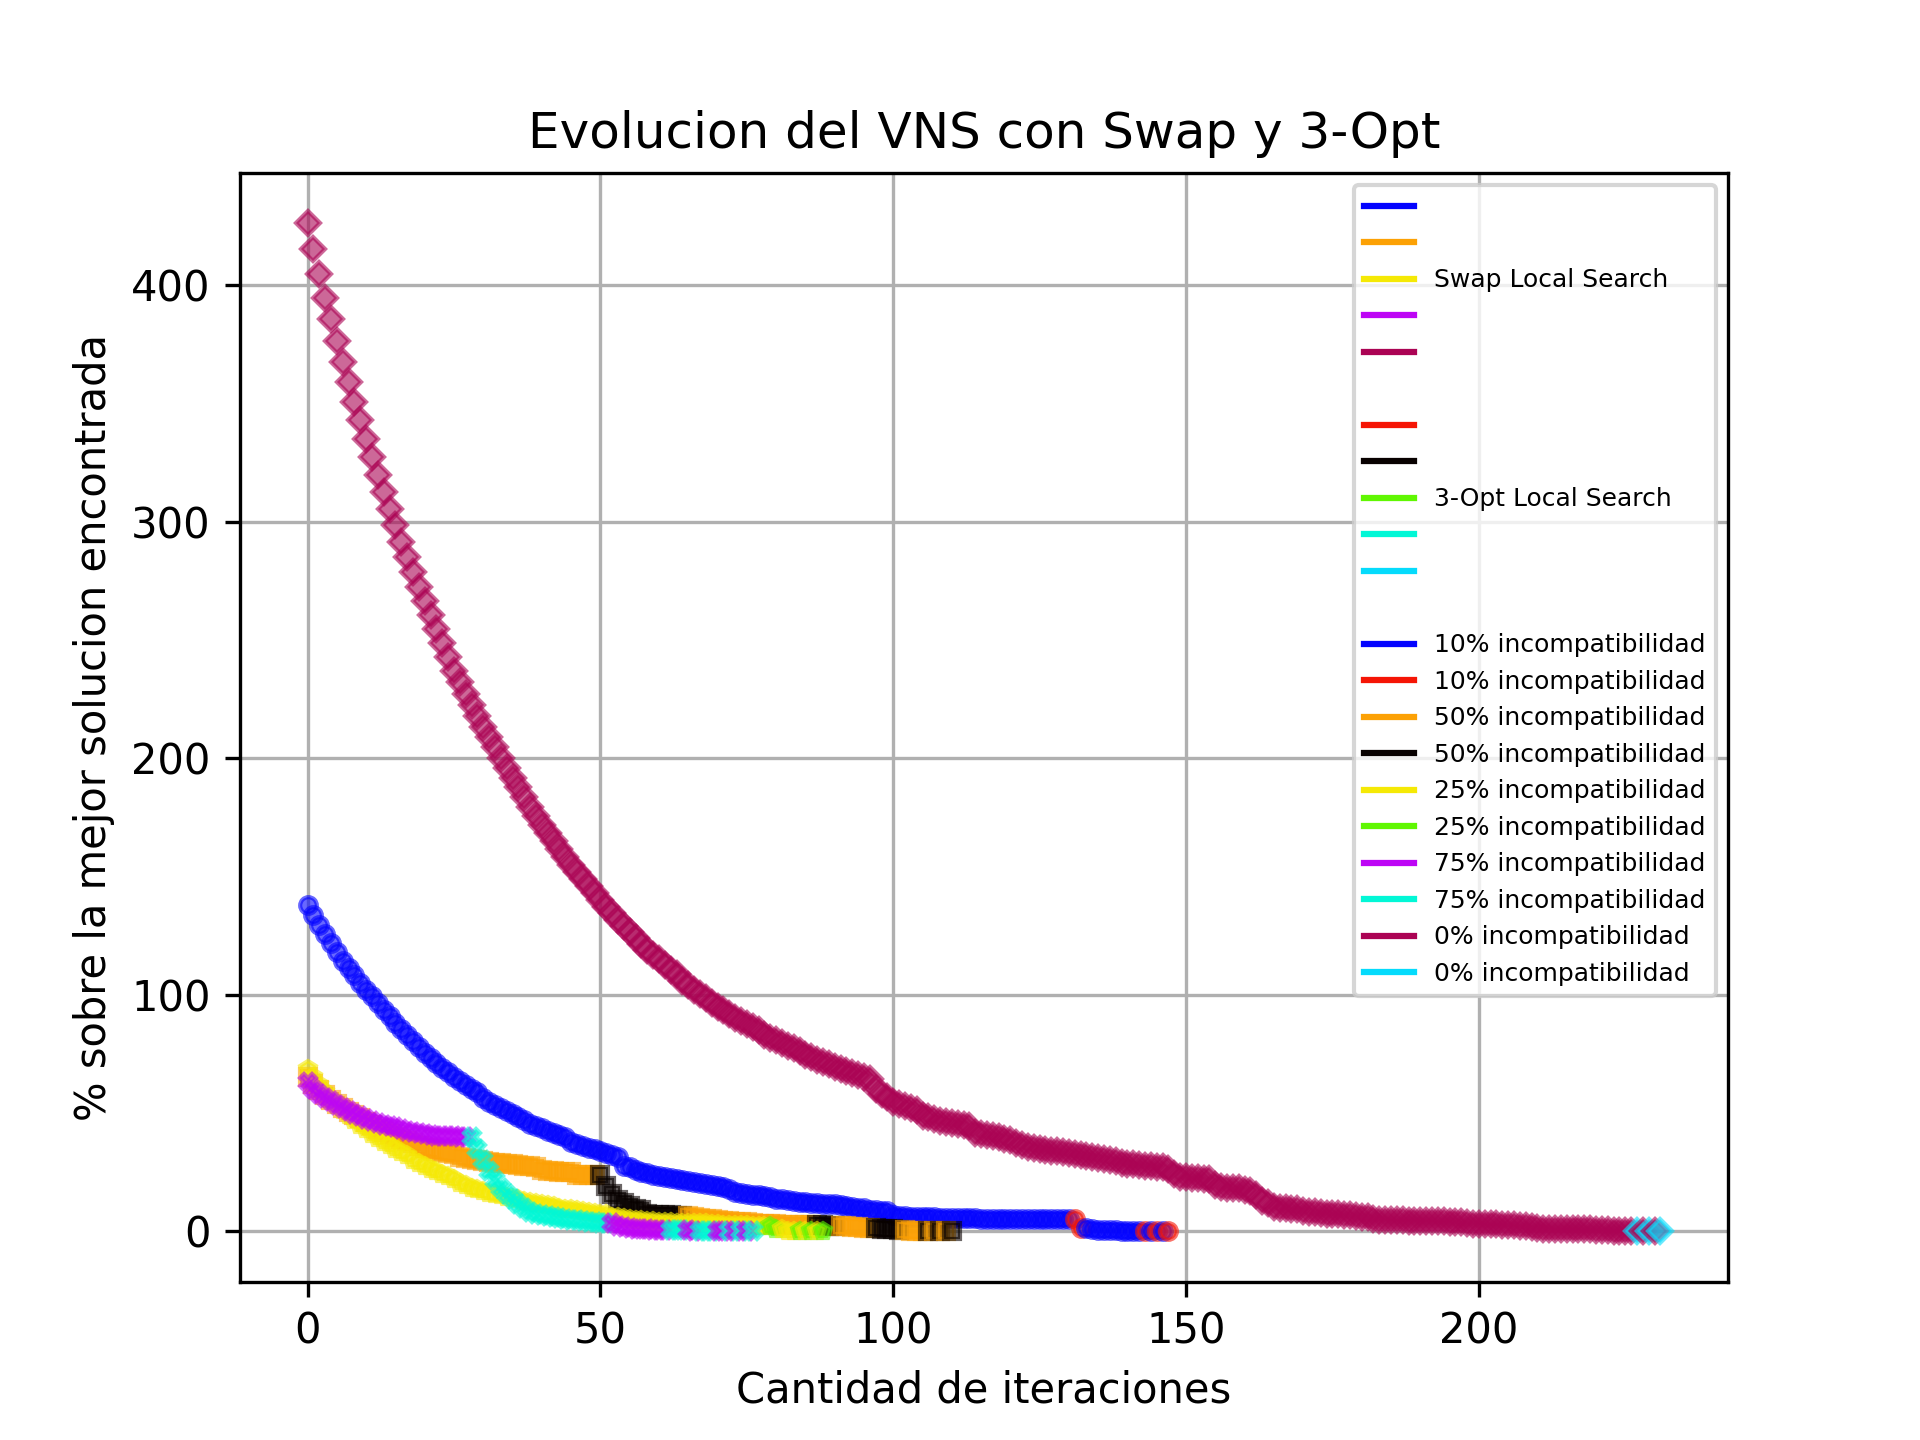 Evolucion del VNS con Swap y 3-Opt
% sobre la mejor solucion encontrada
400
300
200
100
0
0
50
100
150
200
Cantidad de iteraciones
Swap Local Search
3-Opt Local Search
10% incompatibilidad
10% incompatibilidad
50% incompatibilidad
50% incompatibilidad
25% incompatibilidad
25% incompatibilidad
75% incompatibilidad
75% incompatibilidad
0% incompatibilidad
0% incompatibilidad